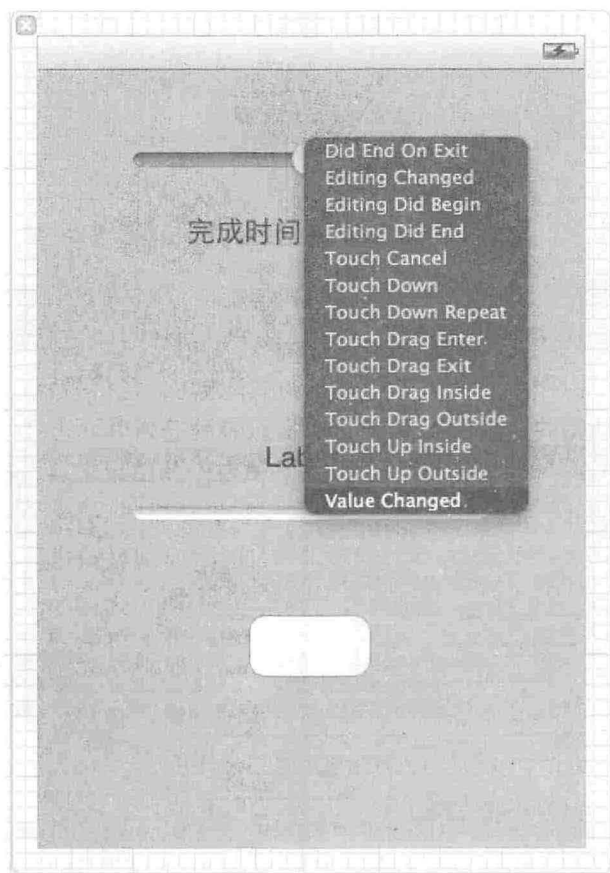 Did End On Exit
Editing Changed
完成时间
Editing Did Begin
Editing Did End
Touch Cancel
Touch Down
Touch Down Repeat
Touch Drag Enter
Touch Drag Exit
Touch Drag Inside
Touch Drag Outside
Lab
Touch Up Inside
Touch Up Outside
Value Changed